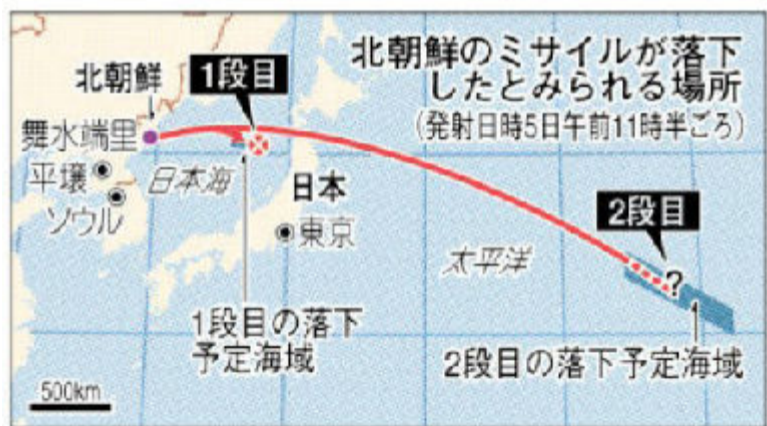 北朝鮮のミサイルが落下
したとみられる場所
(発射日時5日午前11時半ごろ)
北朝鮮
1段目
舞水端里
平壌
ソウル
日本海
日本
東京
太平洋
2段目
?
1段目の落下
予定海域
2段目の落下予定海域
500km